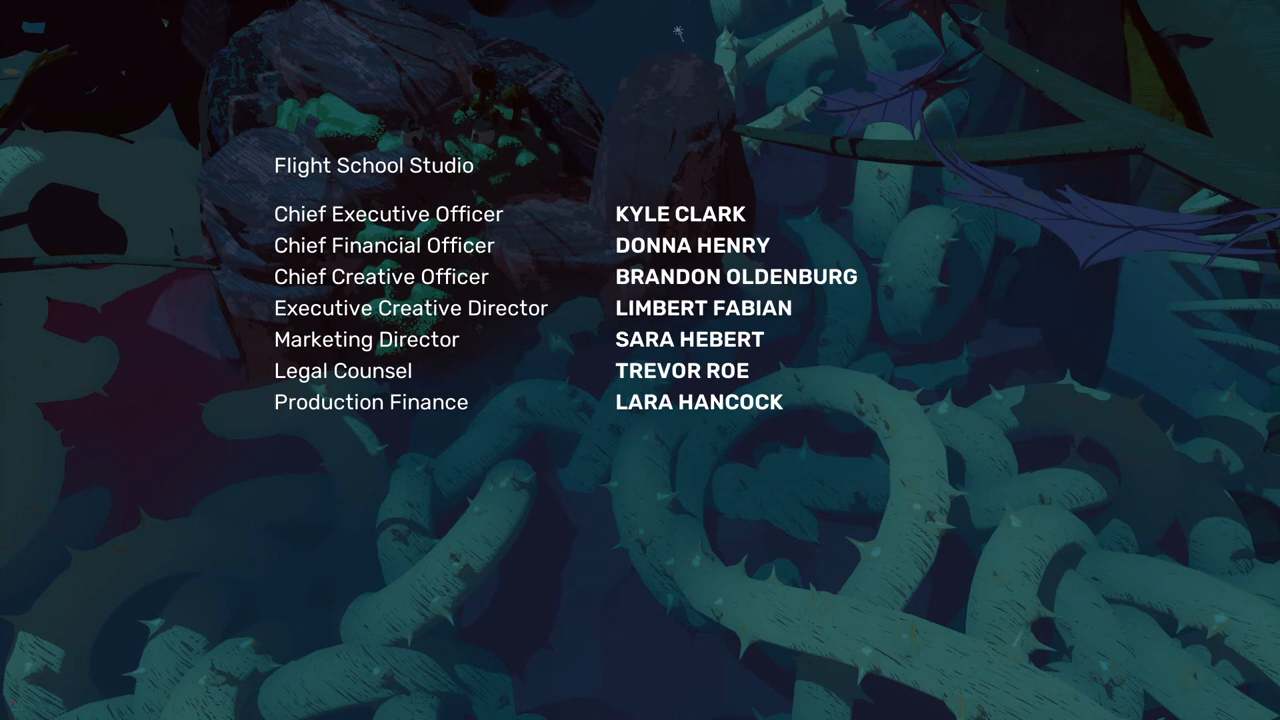 Flight School Studio
Chief Executive Officer KYLE CLARK
Chief Financial Officer DONNA HENRY
Chief Creative Officer BRANDON OLDENBURG
Executive Creative Director LIMBERT FABIAN
Marketing Director SARA HEBERT
Legal Counsel TREVOR ROE
Production Finance LARA HANCOCK